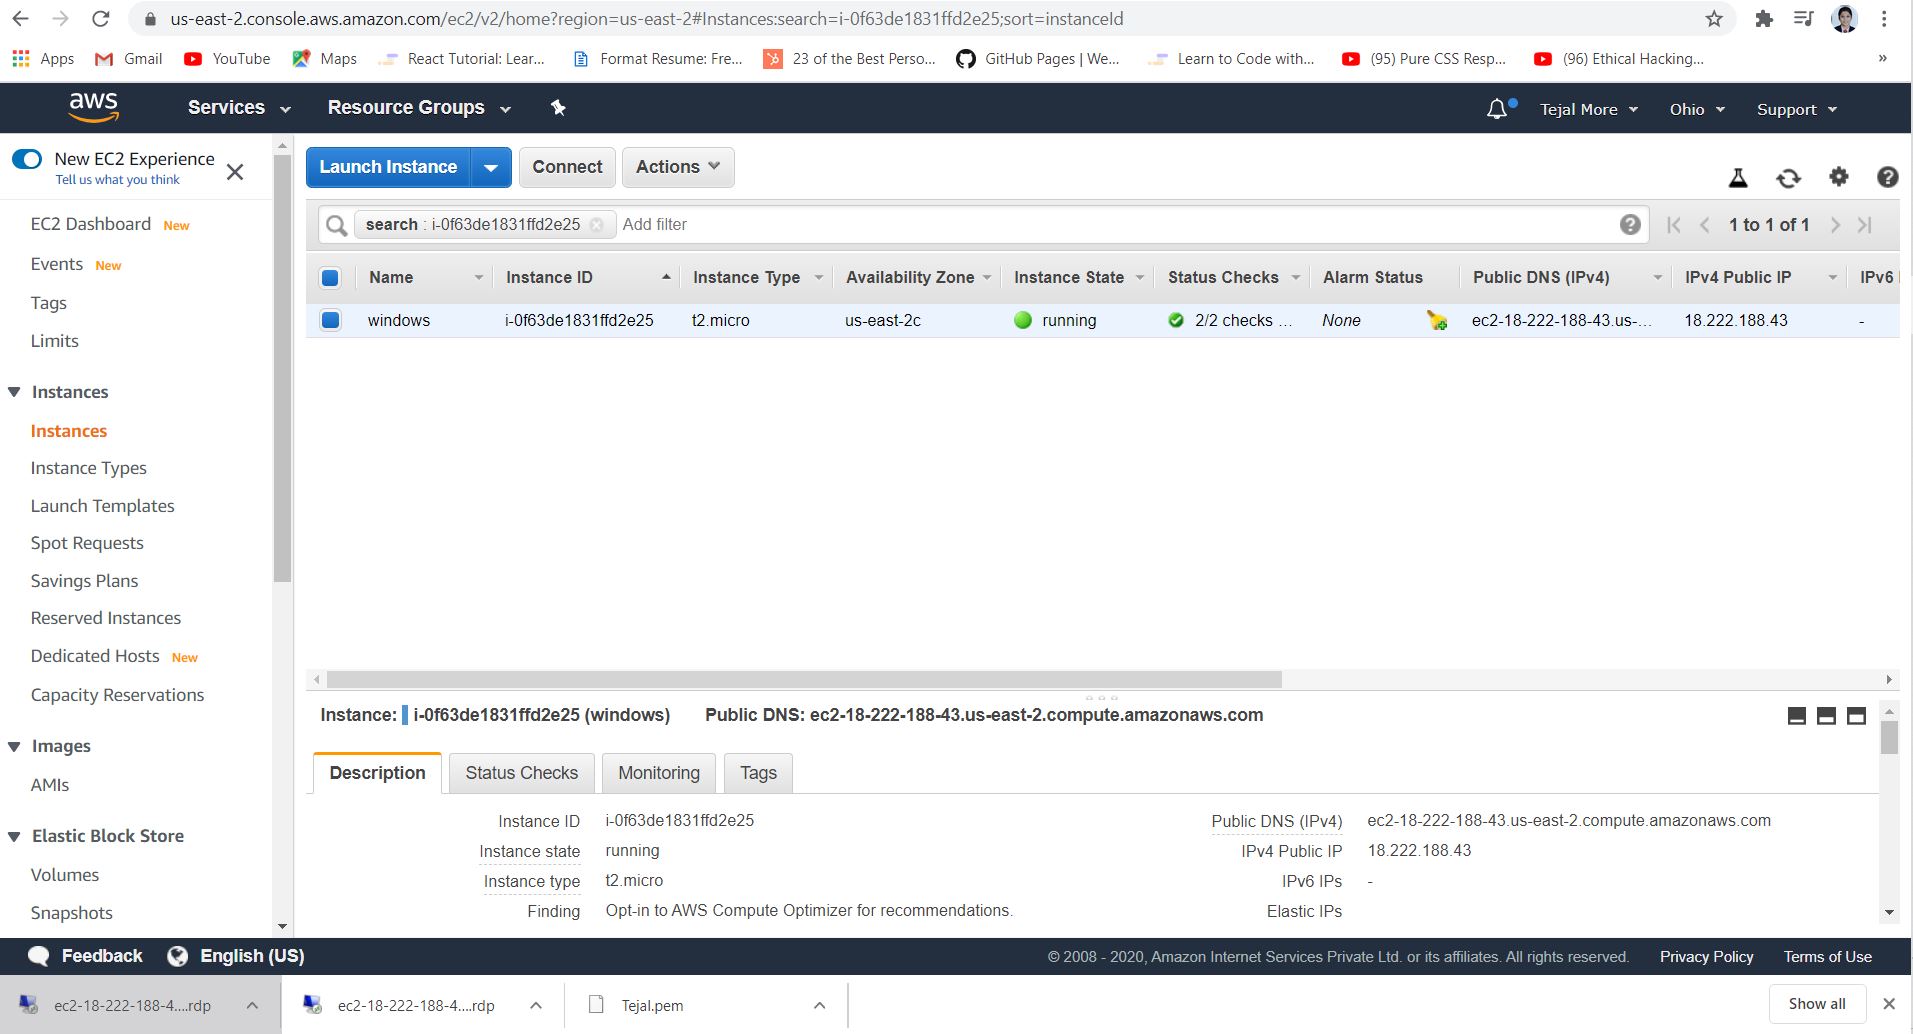 us-east-2.console.aws.amazon.com/ec2/v2/home?region=us-east-2#Instances:search=i-0f63de1831ffd2e25;sort=instanceId
Apps Gmail YouTube Maps React Tutorial: Lear... Format Resume: Fre... 23 of the Best Perso... GitHub Pages | We... Learn to Code with... (95) Pure CSS Resp... (96) Ethical Hacking... »
aws Services Resource Groups Tejal More Ohio Support
New EC2 Experience
Tell us what you think
EC2 Dashboard New
Events New
Tags
Limits
Instances
Instances
Instance Types
Launch Templates
Spot Requests
Savings Plans
Reserved Instances
Dedicated Hosts New
Capacity Reservations
Images
AMIs
Elastic Block Store
Volumes
Snapshots
Launch Instance Connect Actions
search : i-0f63de1831ffd2e25 Add filter 1 to 1 of 1
Name Instance ID Instance Type Availability Zone Instance State Status Checks Alarm Status Public DNS (IPv4) IPv4 Public IP IPv6
windows i-0f63de1831ffd2e25 t2.micro us-east-2c running 2/2 checks ... None ec2-18-222-188-43.us-... 18.222.188.43 -
Instance: i-0f63de1831ffd2e25 (windows) Public DNS: ec2-18-222-188-43.us-east-2.compute.amazonaws.com
Description Status Checks Monitoring Tags
Instance ID i-0f63de1831ffd2e25 Public DNS (IPv4) ec2-18-222-188-43.us-east-2.compute.amazonaws.com
Instance state running IPv4 Public IP 18.222.188.43
Instance type t2.micro IPv6 IPs -
Finding Opt-in to AWS Compute Optimizer for recommendations. Elastic IPs
Feedback English (US) © 2008 - 2020, Amazon Internet Services Private Ltd. or its affiliates. All rights reserved. Privacy Policy Terms of Use
ec2-18-222-188-4....rdp ec2-18-222-188-4....rdp Tejal.pem Show all